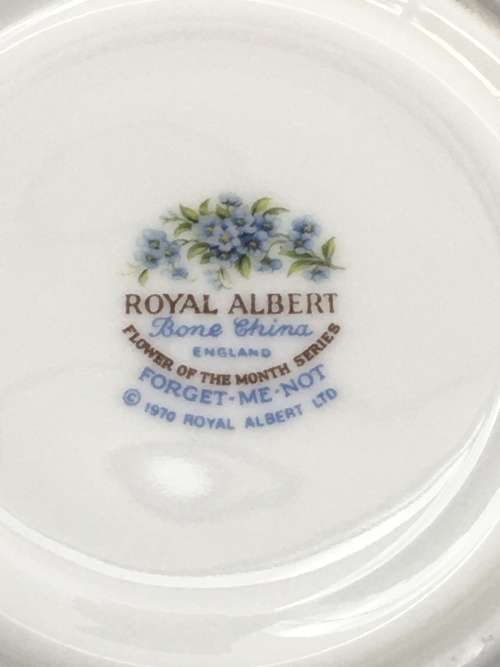 ROYAL ALBERT
Bone China
ENGLAND
FLOWER OF THE MONTH SERIES
FORGET-ME-NOT
© 1970 ROYAL ALBERT LTD